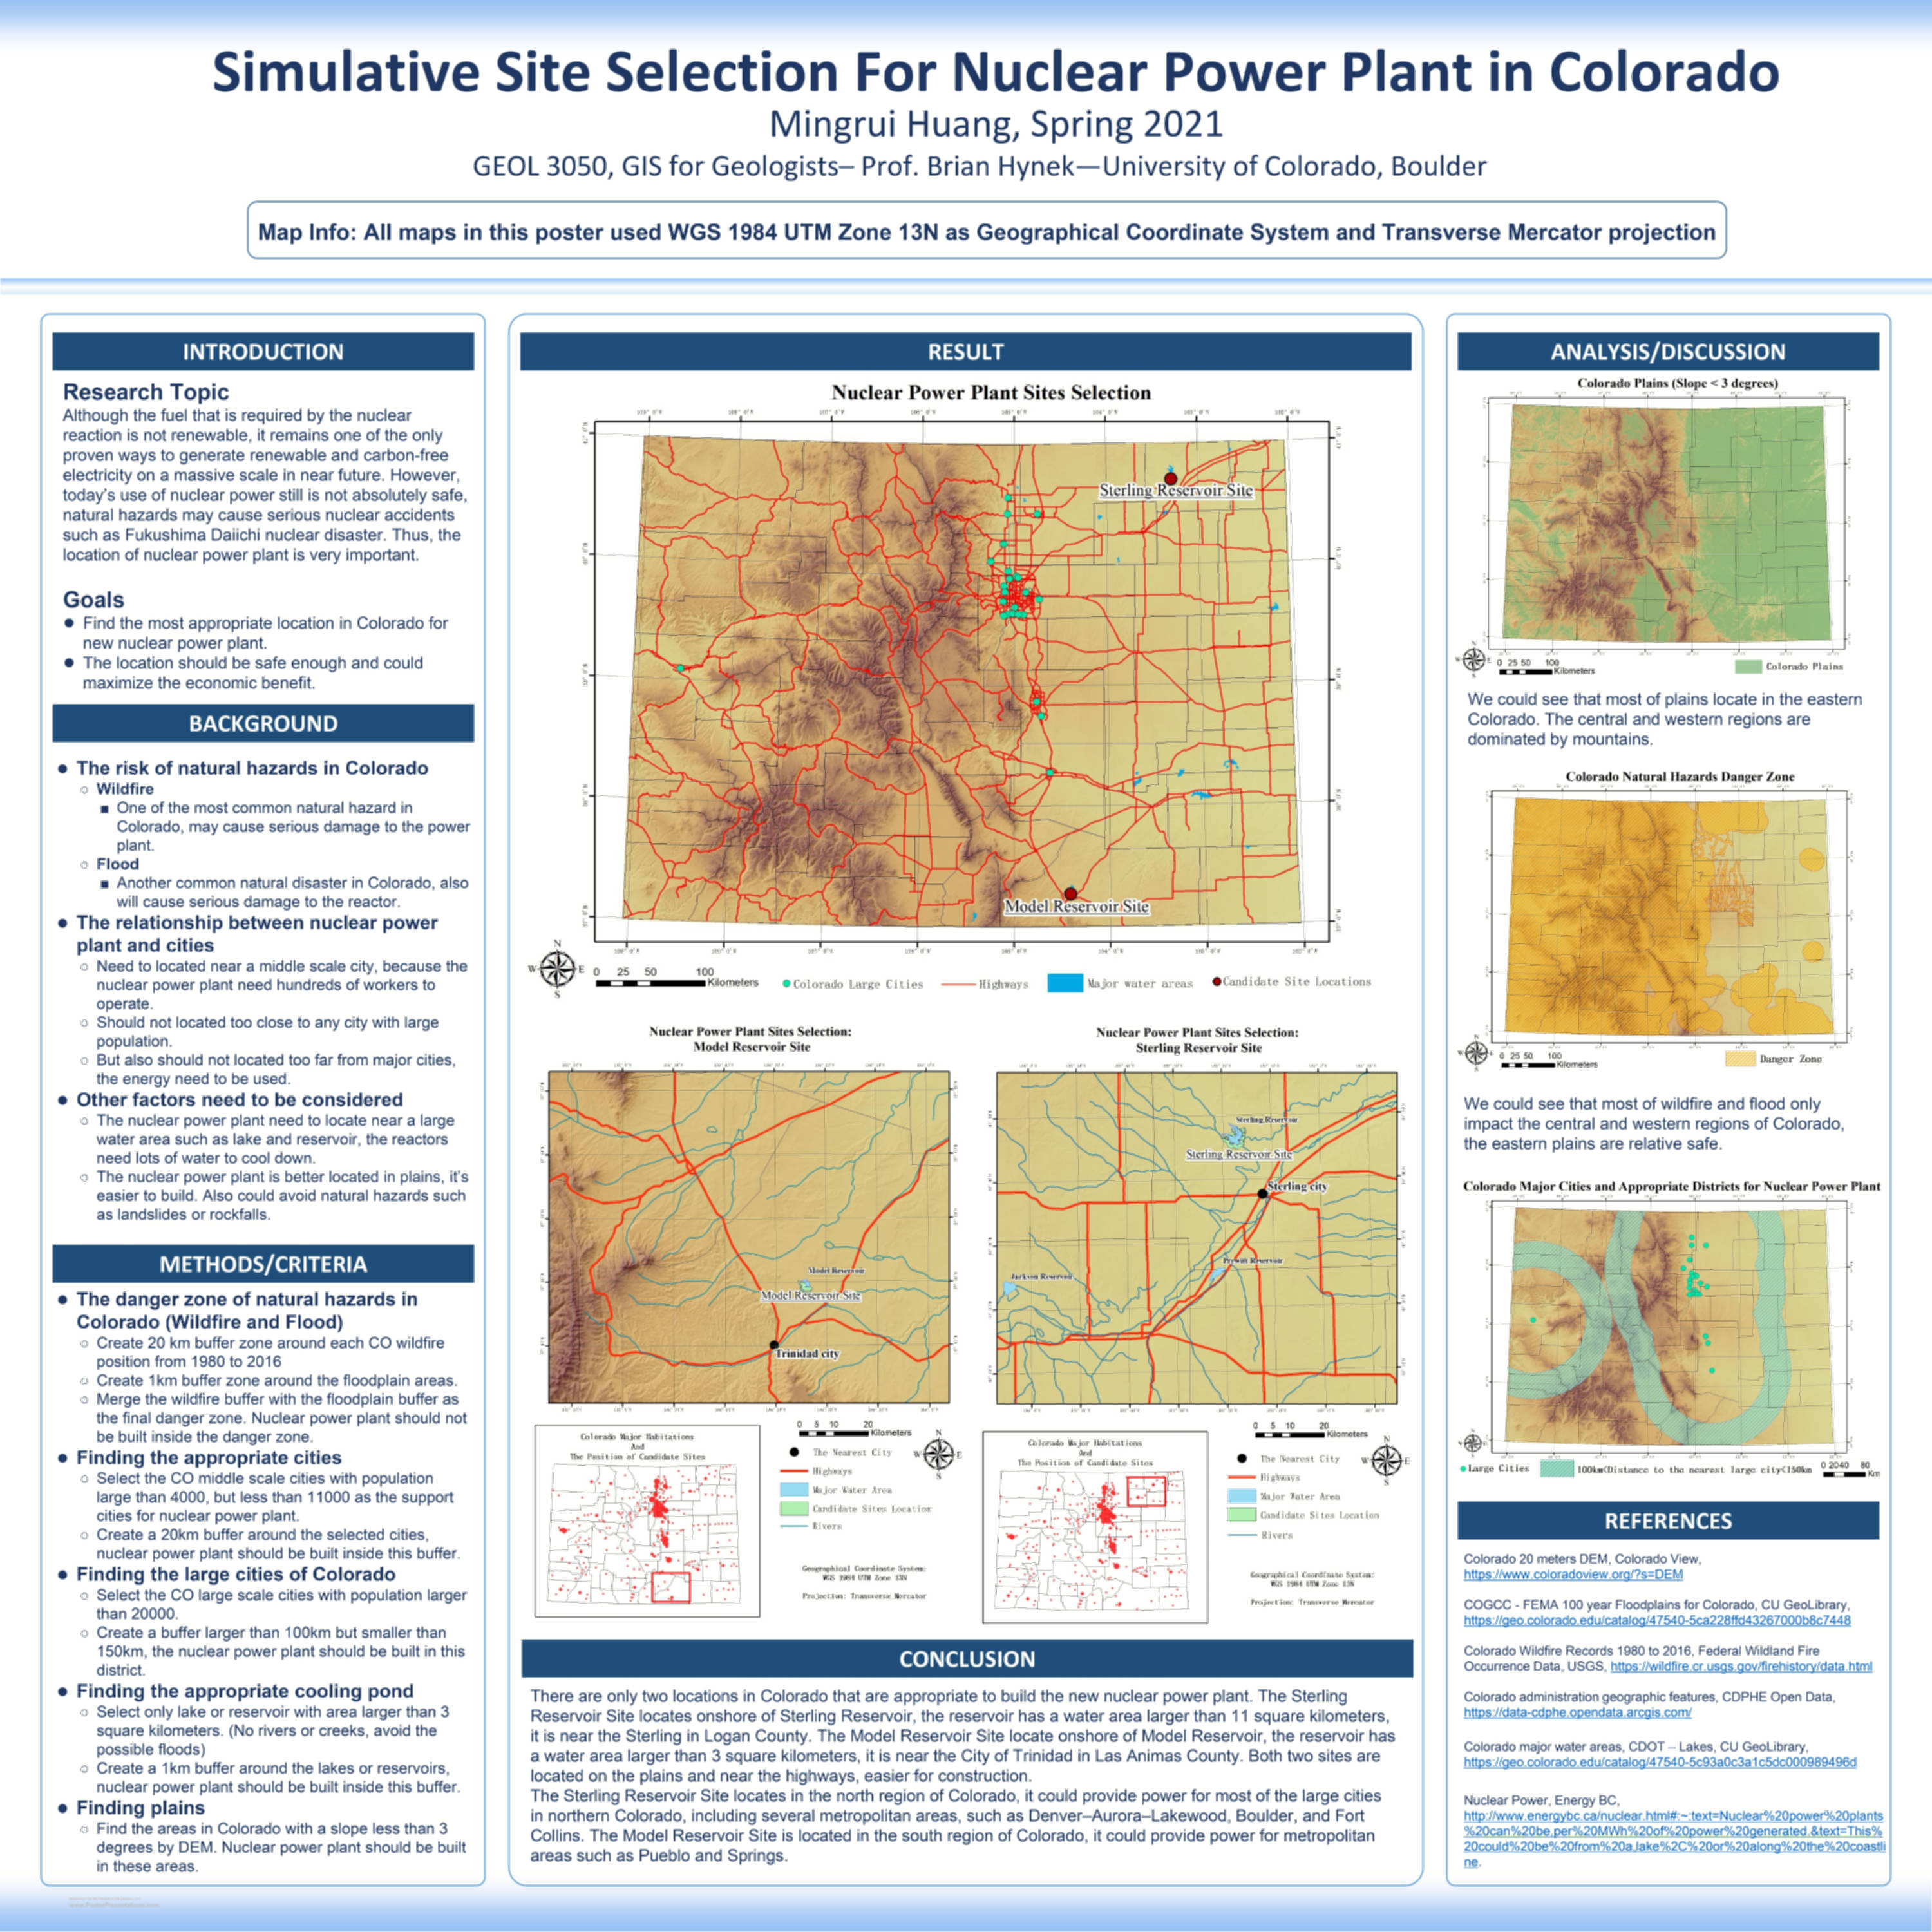 Simulative Site Selection For Nuclear Power Plant in Colorado
Mingrui Huang, Spring 2021
GEOL 3050, GIS for Geologists– Prof. Brian Hynek—University of Colorado, Boulder
Map Info: All maps in this poster used WGS 1984 UTM Zone 13N as Geographical Coordinate System and Transverse Mercator projection
INTRODUCTION
Research Topic
Although the fuel that is required by the nuclear
reaction is not renewable, it remains one of the only
proven ways to generate renewable and carbon-free
electricity on a massive scale in near future. However,
today's use of nuclear power still is not absolutely safe,
natural hazards may cause serious nuclear accidents
such as Fukushima Daiichi nuclear disaster. Thus, the
location of nuclear power plant is very important.
Goals
● Find the most appropriate location in Colorado for
new nuclear power plant.
● The location should be safe enough and could
maximize the economic benefit.
BACKGROUND
● The risk of natural hazards in Colorado
○ Wildfire
■ One of the most common natural hazard in
Colorado, may cause serious damage to the power
plant.
○ Flood
■ Another common natural disaster in Colorado, also
will cause serious damage to the reactor.
● The relationship between nuclear power
plant and cities
○ Need to located near a middle scale city, because the
nuclear power plant need hundreds of workers to
operate.
○ Should not located too close to any city with large
population.
○ But also should not located too far from major cities,
the energy need to be used.
● Other factors need to be considered
○ The nuclear power plant need to locate near a large
water area such as lake and reservoir, the reactors
need lots of water to cool down.
○ The nuclear power plant is better located in plains, it's
easier to build. Also could avoid natural hazards such
as landslides or rockfalls.
METHODS/CRITERIA
● The danger zone of natural hazards in
Colorado (Wildfire and Flood)
○ Create 20 km buffer zone around each CO wildfire
position from 1980 to 2016
○ Create 1km buffer zone around the floodplain areas.
○ Merge the wildfire buffer with the floodplain buffer as
the final danger zone. Nuclear power plant should not
be built inside the danger zone.
● Finding the appropriate cities
○ Select the CO middle scale cities with population
large than 4000, but less than 11000 as the support
cities for nuclear power plant.
○ Create a 20km buffer around the selected cities,
nuclear power plant should be built inside this buffer.
● Finding the large cities of Colorado
○ Select the CO large scale cities with population larger
than 20000.
○ Create a buffer larger than 100km but smaller than
150km, the nuclear power plant should be built in this
district.
● Finding the appropriate cooling pond
○ Select only lake or reservoir with area larger than 3
square kilometers. (No rivers or creeks, avoid the
possible floods)
○ Create a 1km buffer around the lakes or reservoirs,
nuclear power plant should be built inside this buffer.
● Finding plains
○ Find the areas in Colorado with a slope less than 3
degrees by DEM. Nuclear power plant should be built
in these areas.
RESULT
Nuclear Power Plant Sites Selection
Sterling Reservoir Site
Model Reservoir Site
N
W E
S
0 25 50 100
Kilometers
Colorado Large Cities
Highways
Major water areas
Candidate Site Locations
Nuclear Power Plant Sites Selection:
Model Reservoir Site
Model Reservoir
Model Reservoir Site
Trinidad city
Colorado Major Habitations
And
The Position of Candidate Sites
0 5 10 20
Kilometers
N
W E
S
The Nearest City
Highways
Major Water Area
Candidate Sites Location
Rivers
Geographical Coordinate System:
WGS 1984 UTM Zone 13N
Projection: Transverse_Mercator
Nuclear Power Plant Sites Selection:
Sterling Reservoir Site
Sterling Reservoir
Sterling Reservoir Site
Sterling city
Prewitt Reservoir
Jackson Reservoir
Colorado Major Habitations
And
The Position of Candidate Sites
0 5 10 20
Kilometers
N
W E
S
The Nearest City
Highways
Major Water Area
Candidate Sites Location
Rivers
Geographical Coordinate System:
WGS 1984 UTM Zone 13N
Projection: Transverse_Mercator
CONCLUSION
There are only two locations in Colorado that are appropriate to build the new nuclear power plant. The Sterling
Reservoir Site locates onshore of Sterling Reservoir, the reservoir has a water area larger than 11 square kilometers,
it is near the Sterling in Logan County. The Model Reservoir Site locate onshore of Model Reservoir, the reservoir has
a water area larger than 3 square kilometers, it is near the City of Trinidad in Las Animas County. Both two sites are
located on the plains and near the highways, easier for construction.
The Sterling Reservoir Site locates in the north region of Colorado, it could provide power for most of the large cities
in northern Colorado, including several metropolitan areas, such as Denver–Aurora–Lakewood, Boulder, and Fort
Collins. The Model Reservoir Site is located in the south region of Colorado, it could provide power for metropolitan
areas such as Pueblo and Springs.
ANALYSIS/DISCUSSION
Colorado Plains (Slope < 3 degrees)
0 25 50 100
Kilometers
Colorado Plains
We could see that most of plains locate in the eastern
Colorado. The central and western regions are
dominated by mountains.
Colorado Natural Hazards Danger Zone
0 25 50 100
Kilometers
Danger Zone
We could see that most of wildfire and flood only
impact the central and western regions of Colorado,
the eastern plains are relative safe.
Colorado Major Cities and Appropriate Districts for Nuclear Power Plant
Large Cities
100km<Distance to the nearest large city<150km
0 20 40 80
Km
REFERENCES
Colorado 20 meters DEM, Colorado View,
https://www.coloradoview.org/?s=DEM
COGCC - FEMA 100 year Floodplains for Colorado, CU GeoLibrary,
https://geo.colorado.edu/catalog/47540-5ca228ffd43267000b8c7448
Colorado Wildfire Records 1980 to 2016, Federal Wildland Fire
Occurrence Data, USGS, https://wildfire.cr.usgs.gov/firehistory/data.html
Colorado administration geographic features, CDPHE Open Data,
https://data-cdphe.opendata.arcgis.com/
Colorado major water areas, CDOT – Lakes, CU GeoLibrary,
https://geo.colorado.edu/catalog/47540-5c93a0c3a1c5dc000989496d
Nuclear Power, Energy BC,
http://www.energybc.ca/nuclear.html#:~:text=Nuclear%20power%20plants
%20can%20be,per%20MWh%20of%20power%20generated.&text=This%
20could%20be%20from%20a,lake%2C%20or%20along%20the%20coastli
ne.